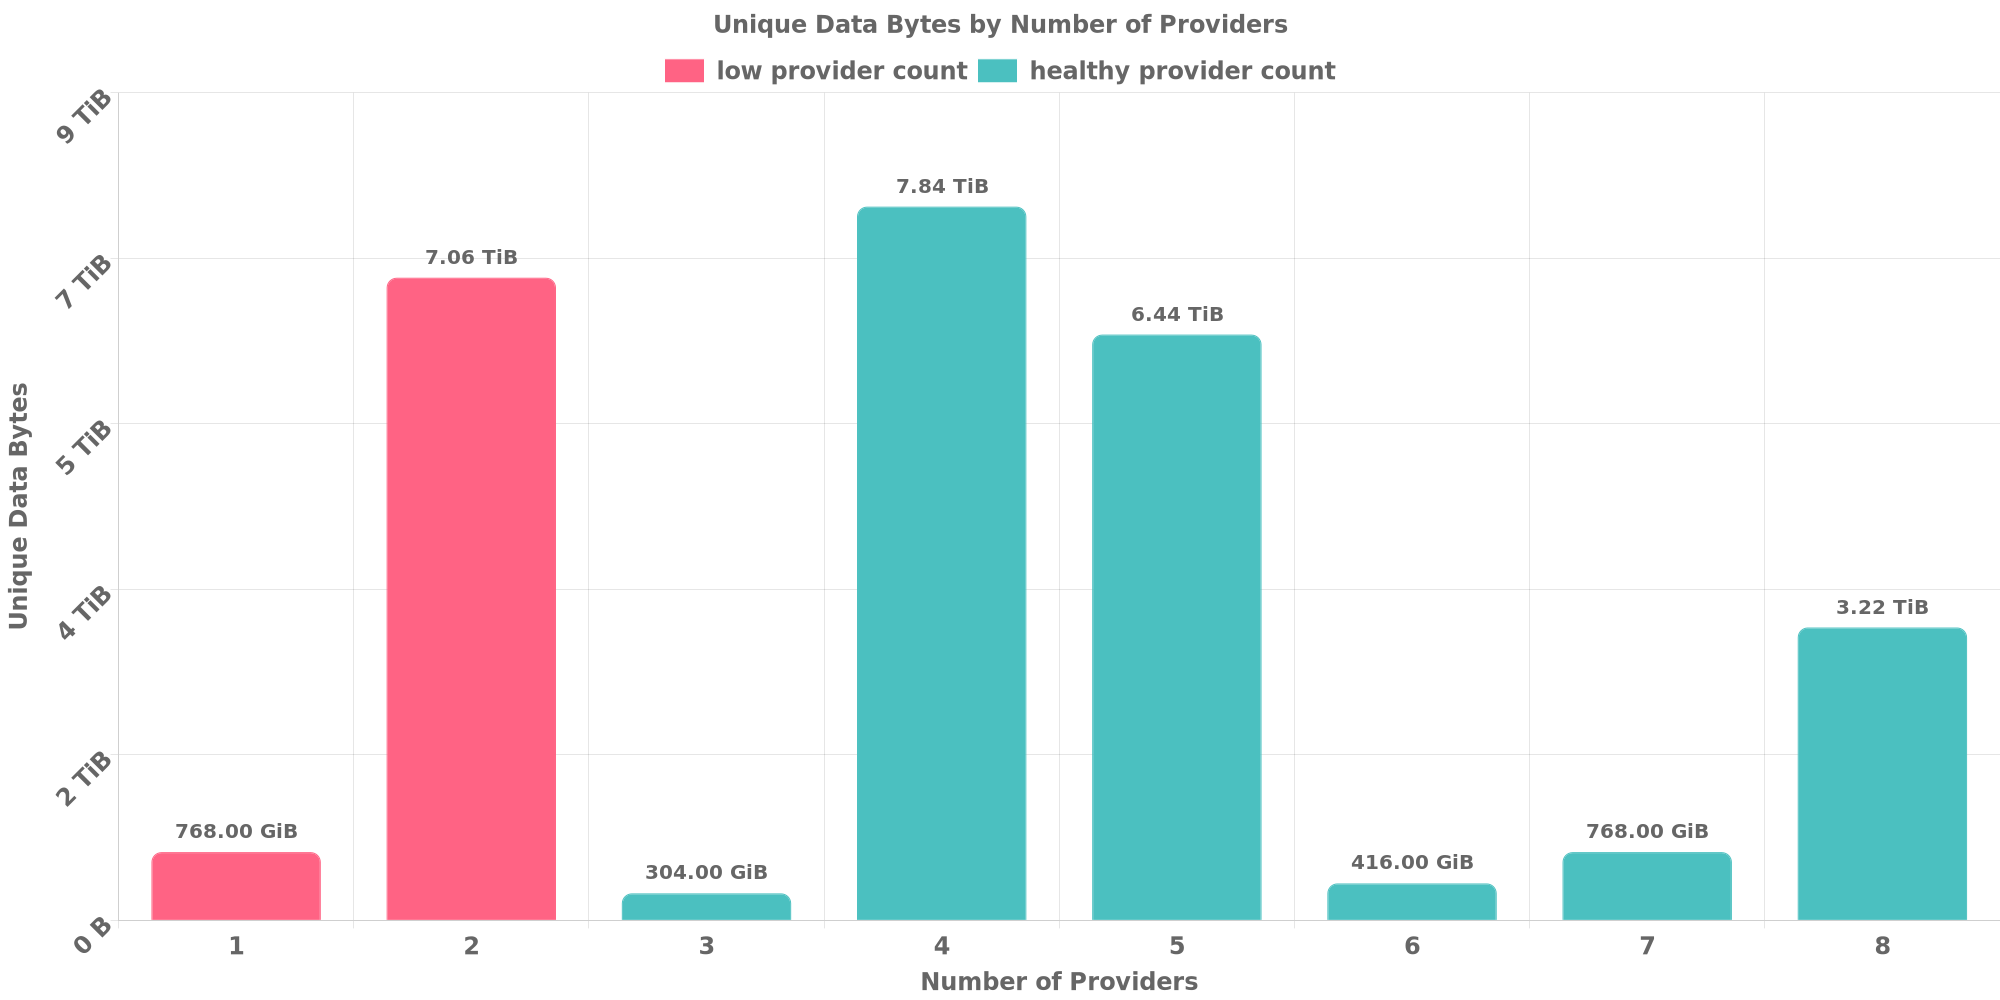 Unique Data Bytes by Number of Providers
low provider count healthy provider count
9 TiB
7 TiB
5 TiB
4 TiB
2 TiB
0 B
Unique Data Bytes
768.00 GiB
7.06 TiB
304.00 GiB
7.84 TiB
6.44 TiB
416.00 GiB
768.00 GiB
3.22 TiB
1 2 3 4 5 6 7 8
Number of Providers